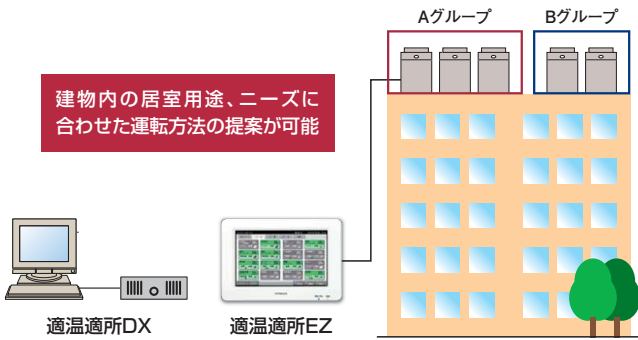 Aグループ
Bグループ
建物内の居室用途、ニーズに
合わせた運転方法の提案が可能
適温適所DX
適温適所EZ
HITACHI